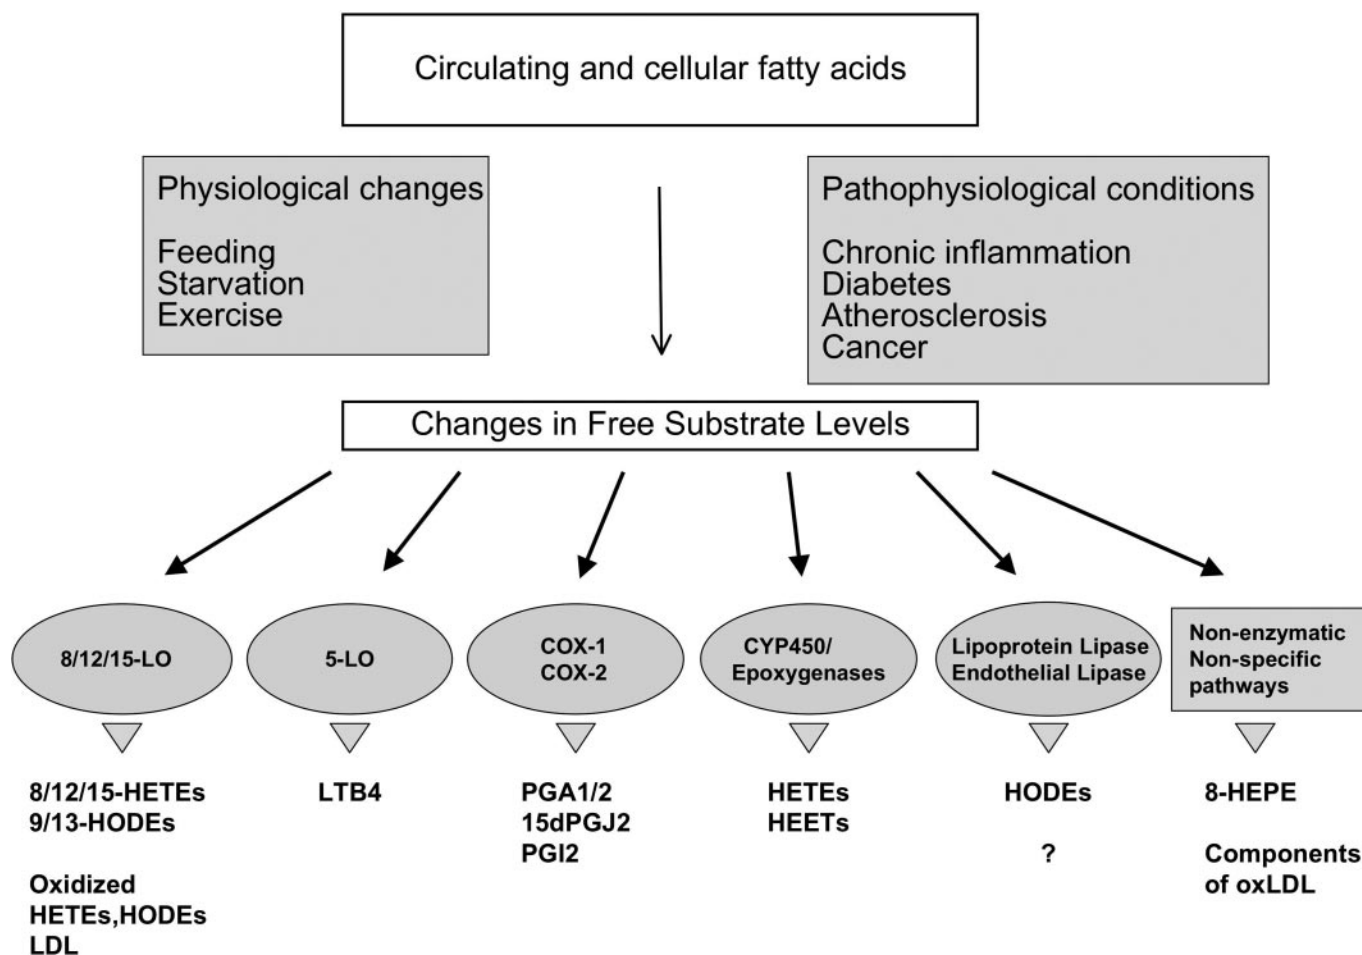 Circulating and cellular fatty acids
Physiological changes
Feeding
Starvation
Exercise
Pathophysiological conditions
Chronic inflammation
Diabetes
Atherosclerosis
Cancer
Changes in Free Substrate Levels
8/12/15-LO
5-LO
COX-1
COX-2
CYP450/
Epoxygenases
Lipoprotein Lipase
Endothelial Lipase
Non-enzymatic
Non-specific
pathways
8/12/15-HETEs
9/13-HODEs
Oxidized
HETEs,HODEs
LDL
LTB4
PGA1/2
15dPGJ2
PGI2
HETEs
HEETs
HODEs
?
8-HEPE
Components
of oxLDL